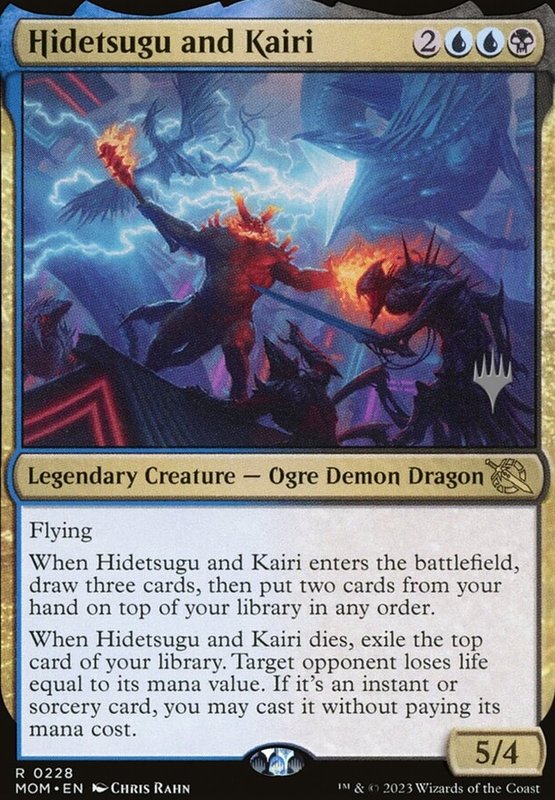 Hidetsugu and Kairi 2
Legendary Creature — Ogre Demon Dragon
Flying
When Hidetsugu and Kairi enters the battlefield,
draw three cards, then put two cards from your
hand on top of your library in any order.
When Hidetsugu and Kairi dies, exile the top
card of your library. Target opponent loses life
equal to its mana value. If it's an instant or
sorcery card, you may cast it without paying its
mana cost.
5/4
R 0228
MOM • EN Chris Rahn
™ & © 2023 Wizards of the Coast